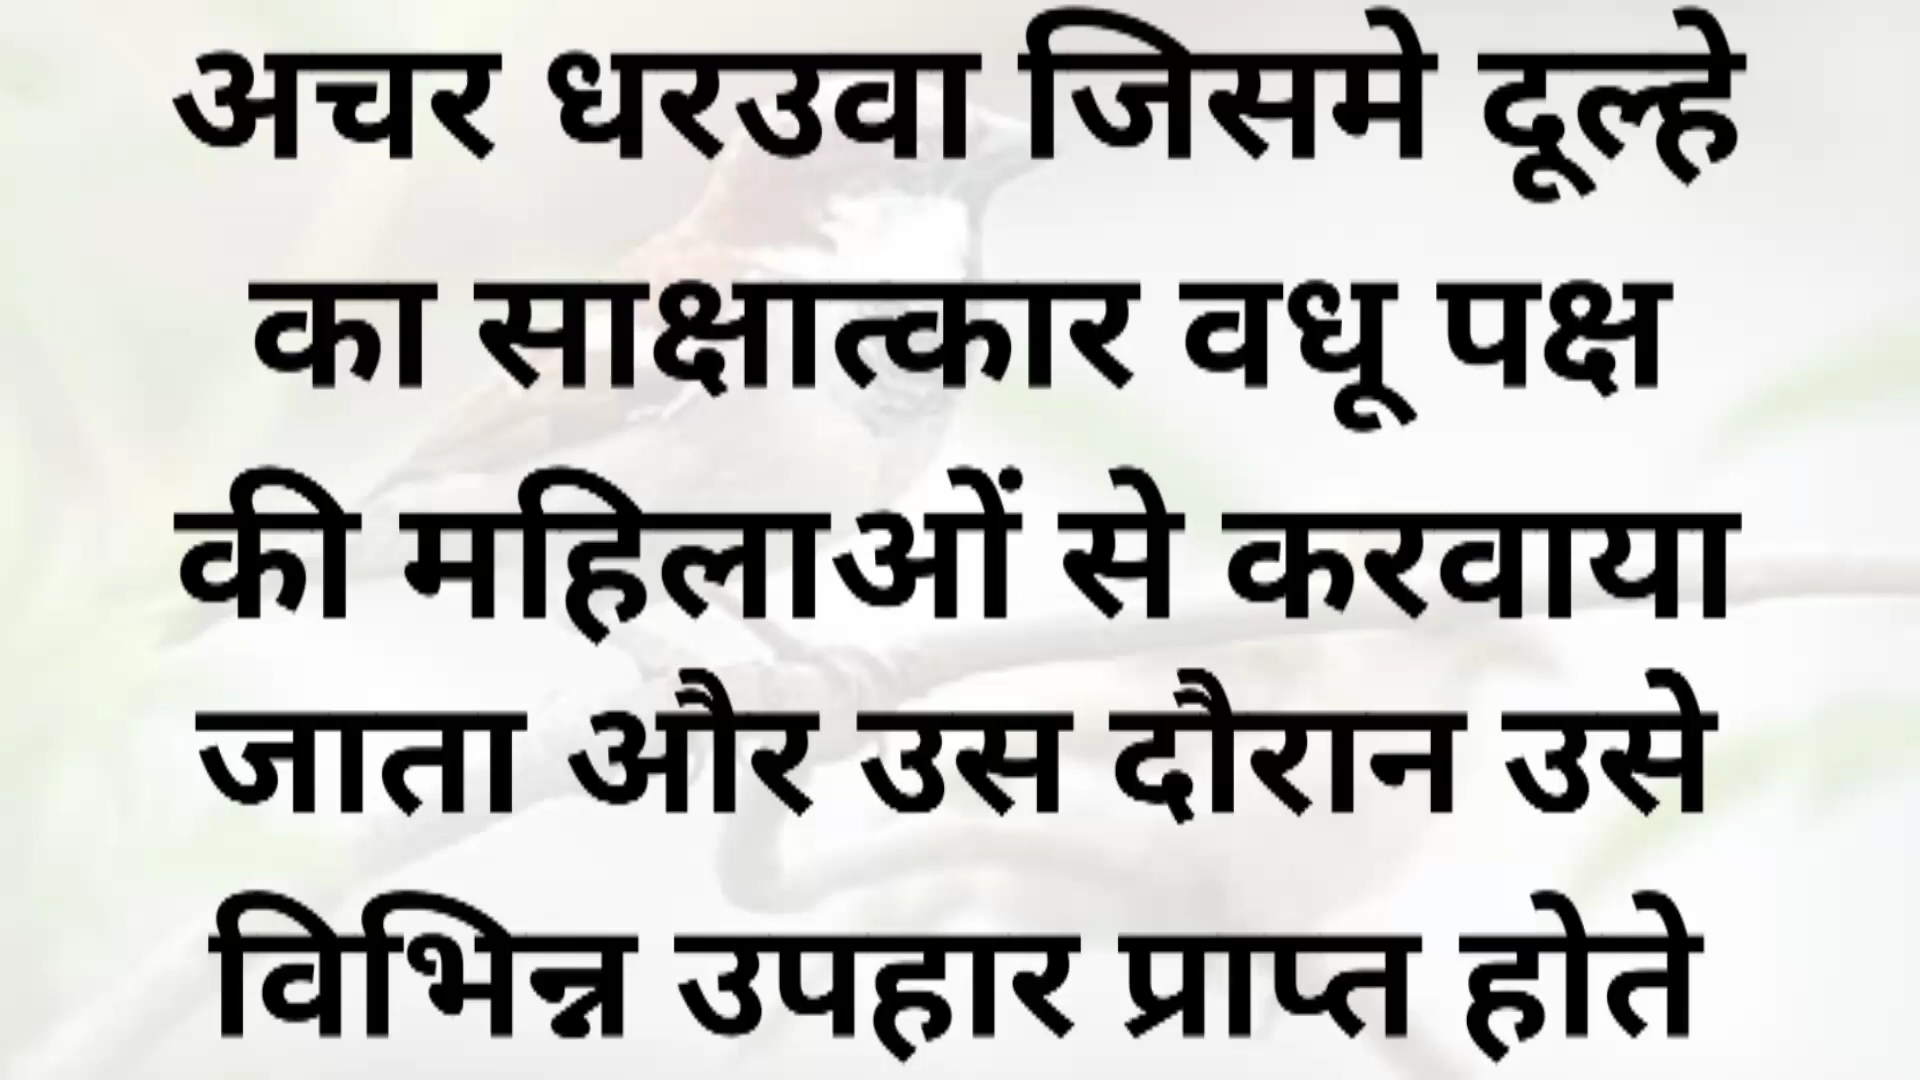 अचर धरउवा जिसमे दूल्हे
का साक्षात्कार वधू पक्ष
की महिलाओं से करवाया
जाता और उस दौरान उसे
विभिन्न उपहार प्राप्त होते